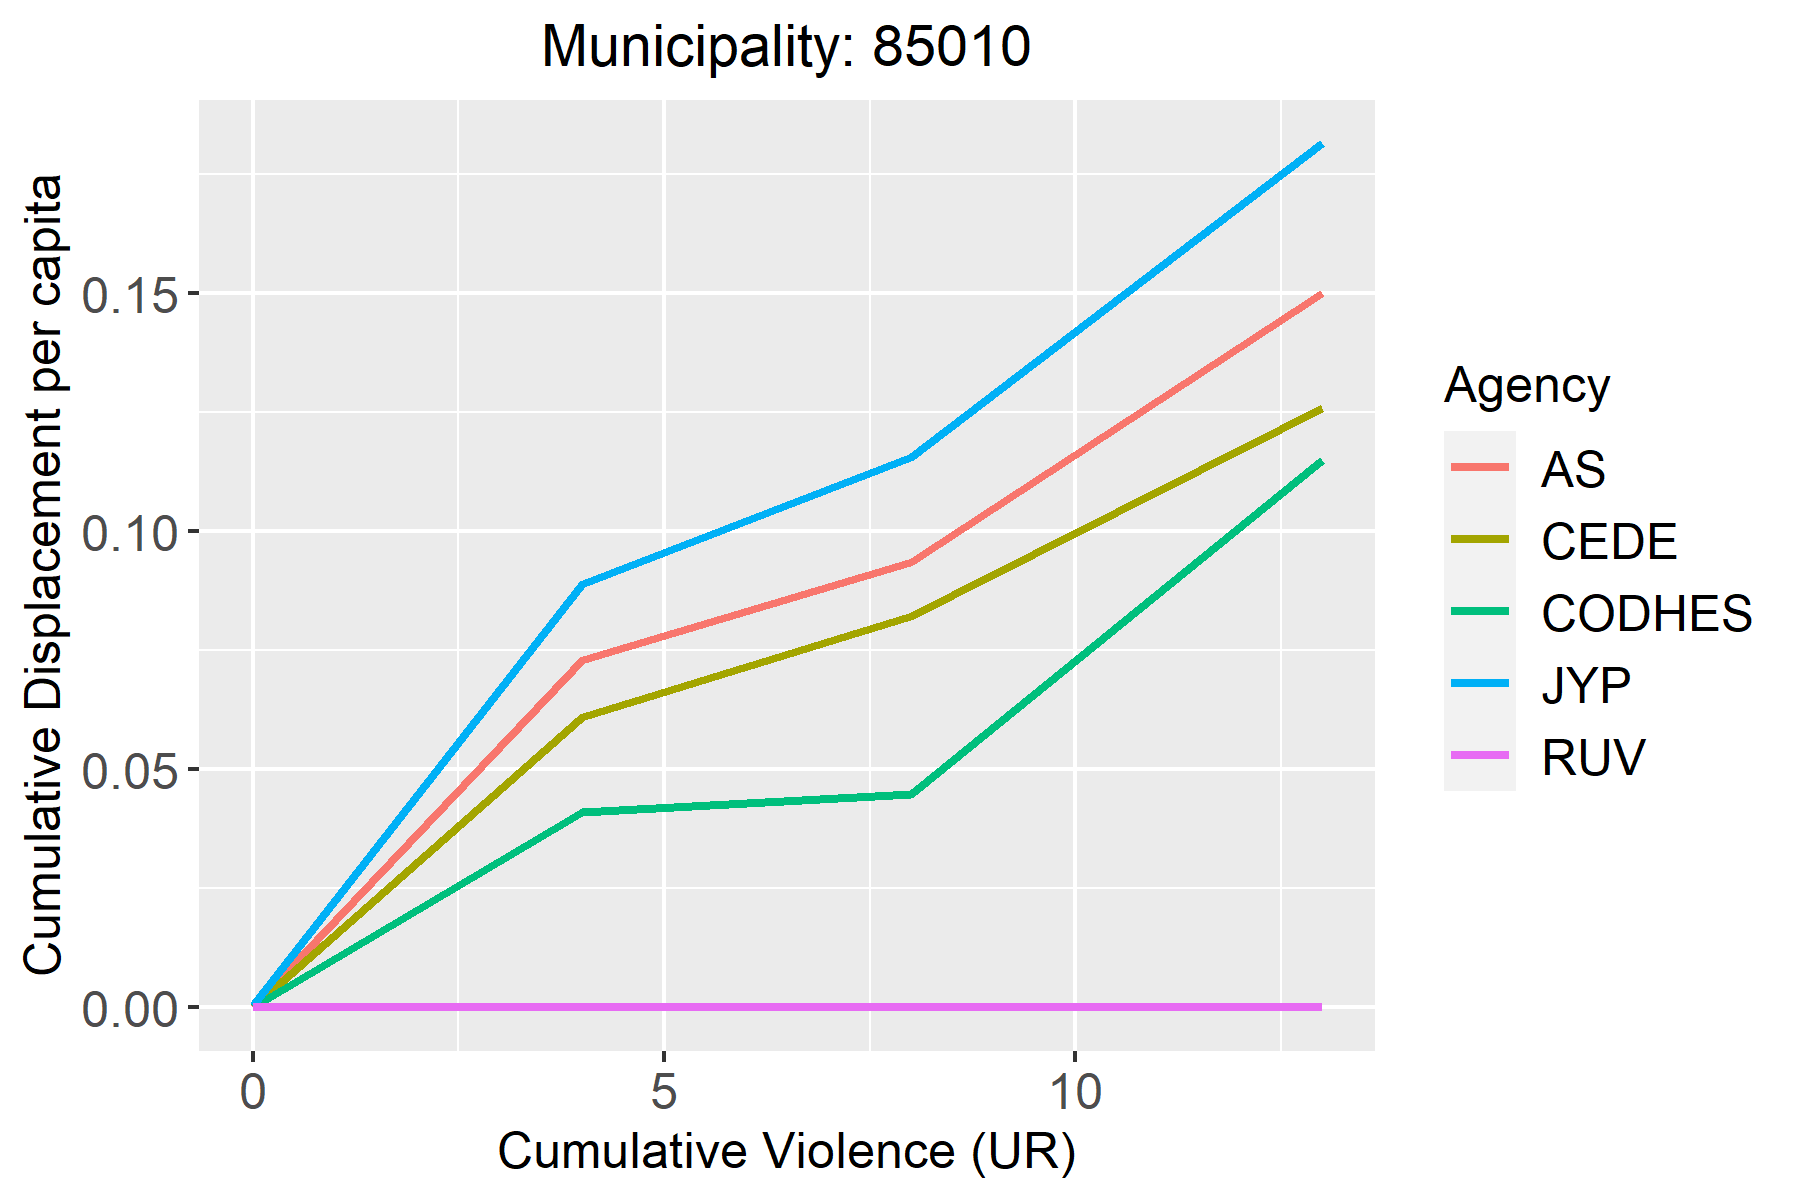 Municipality: 85010
Cumulative Displacement per capita
0.15
0.10
0.05
0.00
0
5
10
Cumulative Violence (UR)
Agency
AS
CEDE
CODHES
JYP
RUV